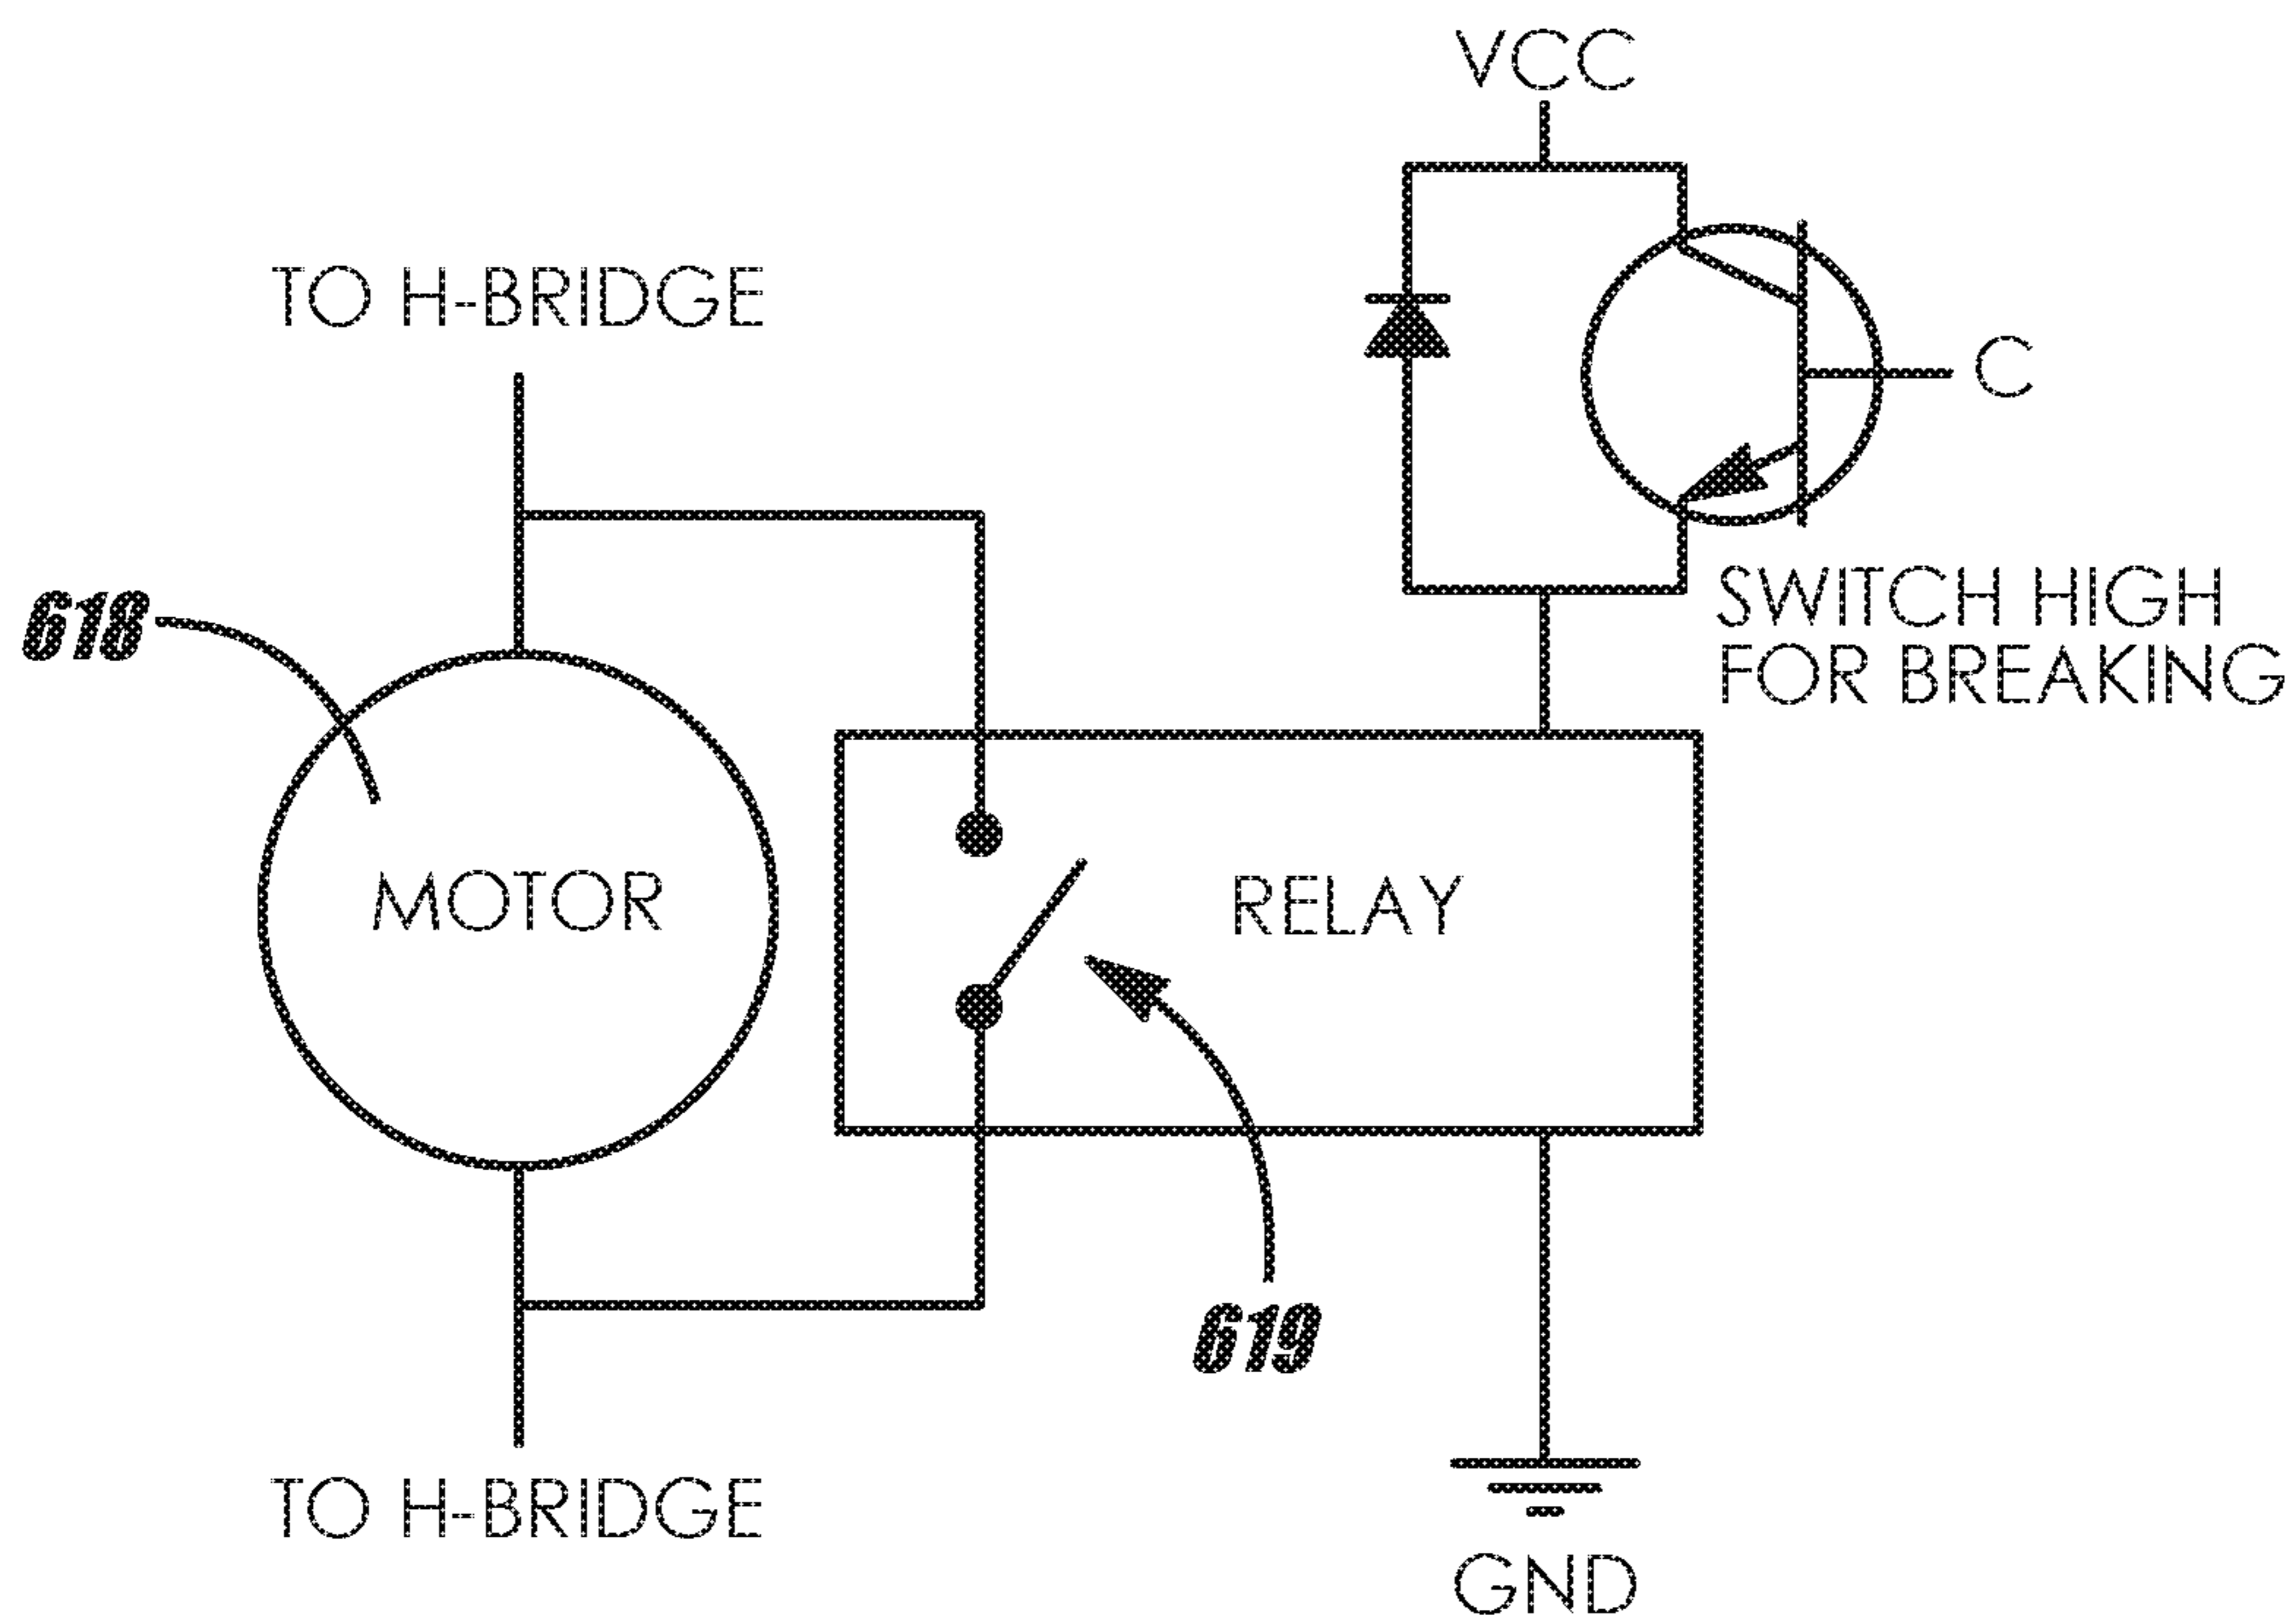 VCC
TO H-BRIDGE
C
618
SWITCH HIGH
FOR BREAKING
MOTOR
RELAY
619
TO H-BRIDGE
GND